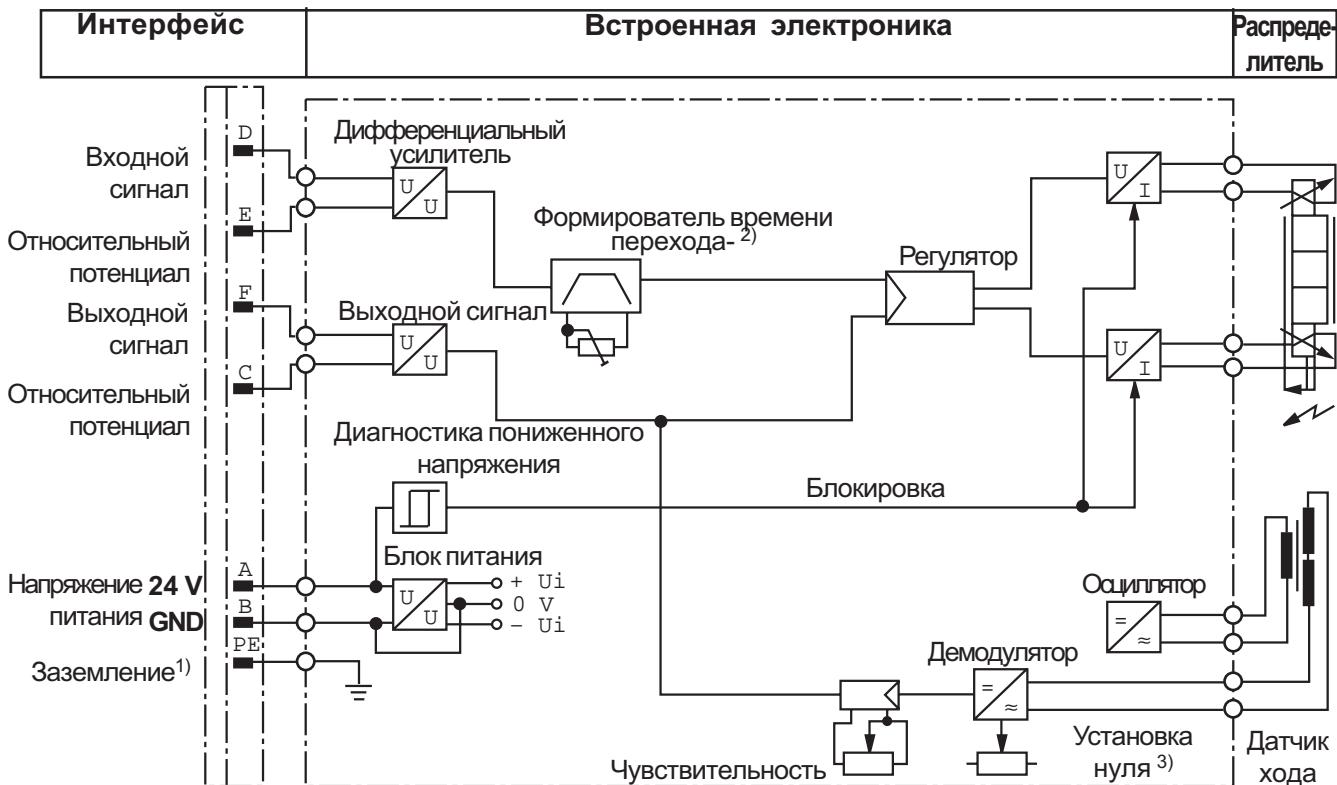 Интерфейс
Встроенная электроника
Распреде-
литель
D
Дифференциальный
усилитель
Входной
сигнал
U
U
U
I
E
Формирователь времени
перехода- 2)
Относительный
потенциал
Регулятор
F
Выходной
сигнал
Выходной сигнал
U
U
U
I
C
Относительный
потенциал
Диагностика пониженного
напряжения
Блокировка
Блок питания
A
Напряжение 24 V
питания GND
B
U
U
+ Ui
0 V
− Ui
Осциллятор
=
≈
PE
Заземление1)
Демодулятор
=
≈
Чувствительность
Установка
нуля 3)
Датчик
хода